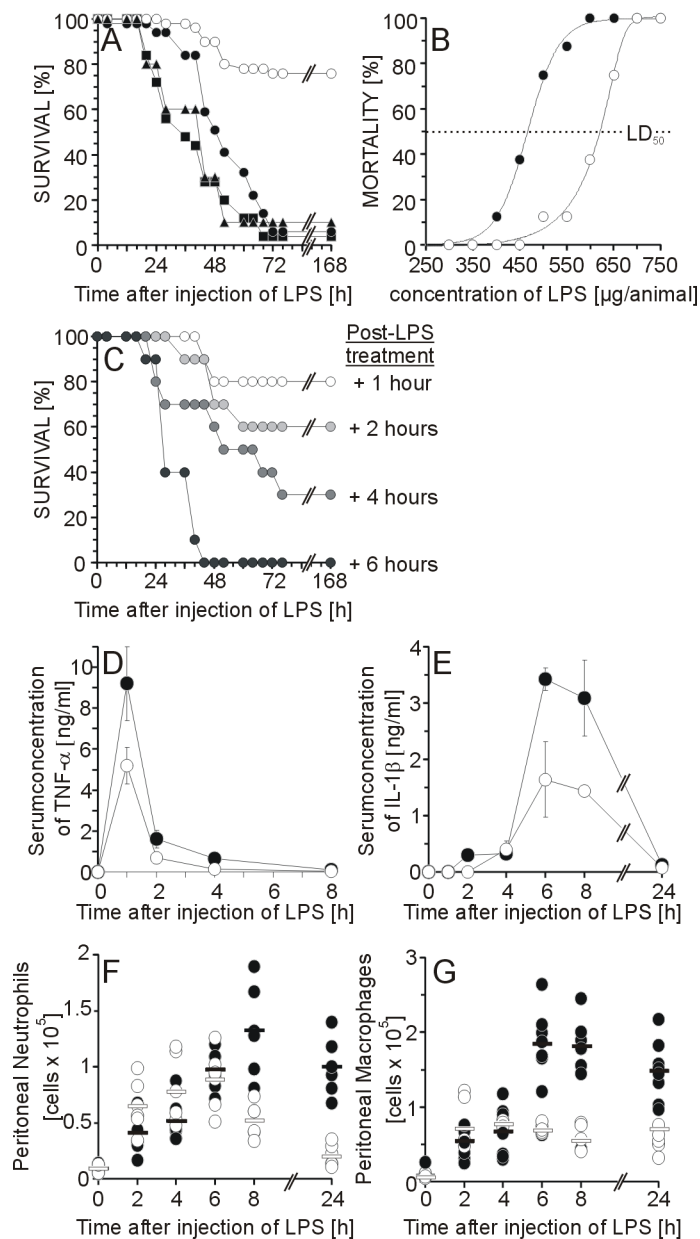 A
SURVIVAL [%]
100
80
60
40
20
0
0 24 48 72 168
Time after injection of LPS [h]
B
MORTALITY [%]
100
80
60
40
20
0
LD50
250 350 450 550 650 750
concentration of LPS [µg/animal]
C
SURVIVAL [%]
100
80
60
40
20
0
0 24 48 72 168
Time after injection of LPS [h]
Post-LPS
treatment
+ 1 hour
+ 2 hours
+ 4 hours
+ 6 hours
D
Serumconcentration
of TNF-α [ng/ml]
10
8
6
4
2
0
0 2 4 6 8
Time after injection of LPS [h]
E
Serumconcentration
of IL-1β [ng/ml]
4
3
2
1
0
0 2 4 6 8 24
Time after injection of LPS [h]
F
Peritoneal Neutrophils
[cells x 10^5]
2
1.5
1
0.5
0
0 2 4 6 8 24
Time after injection of LPS [h]
G
Peritoneal Macrophages
[cells x 10^5]
3
2
1
0
0 2 4 6 8 24
Time after injection of LPS [h]